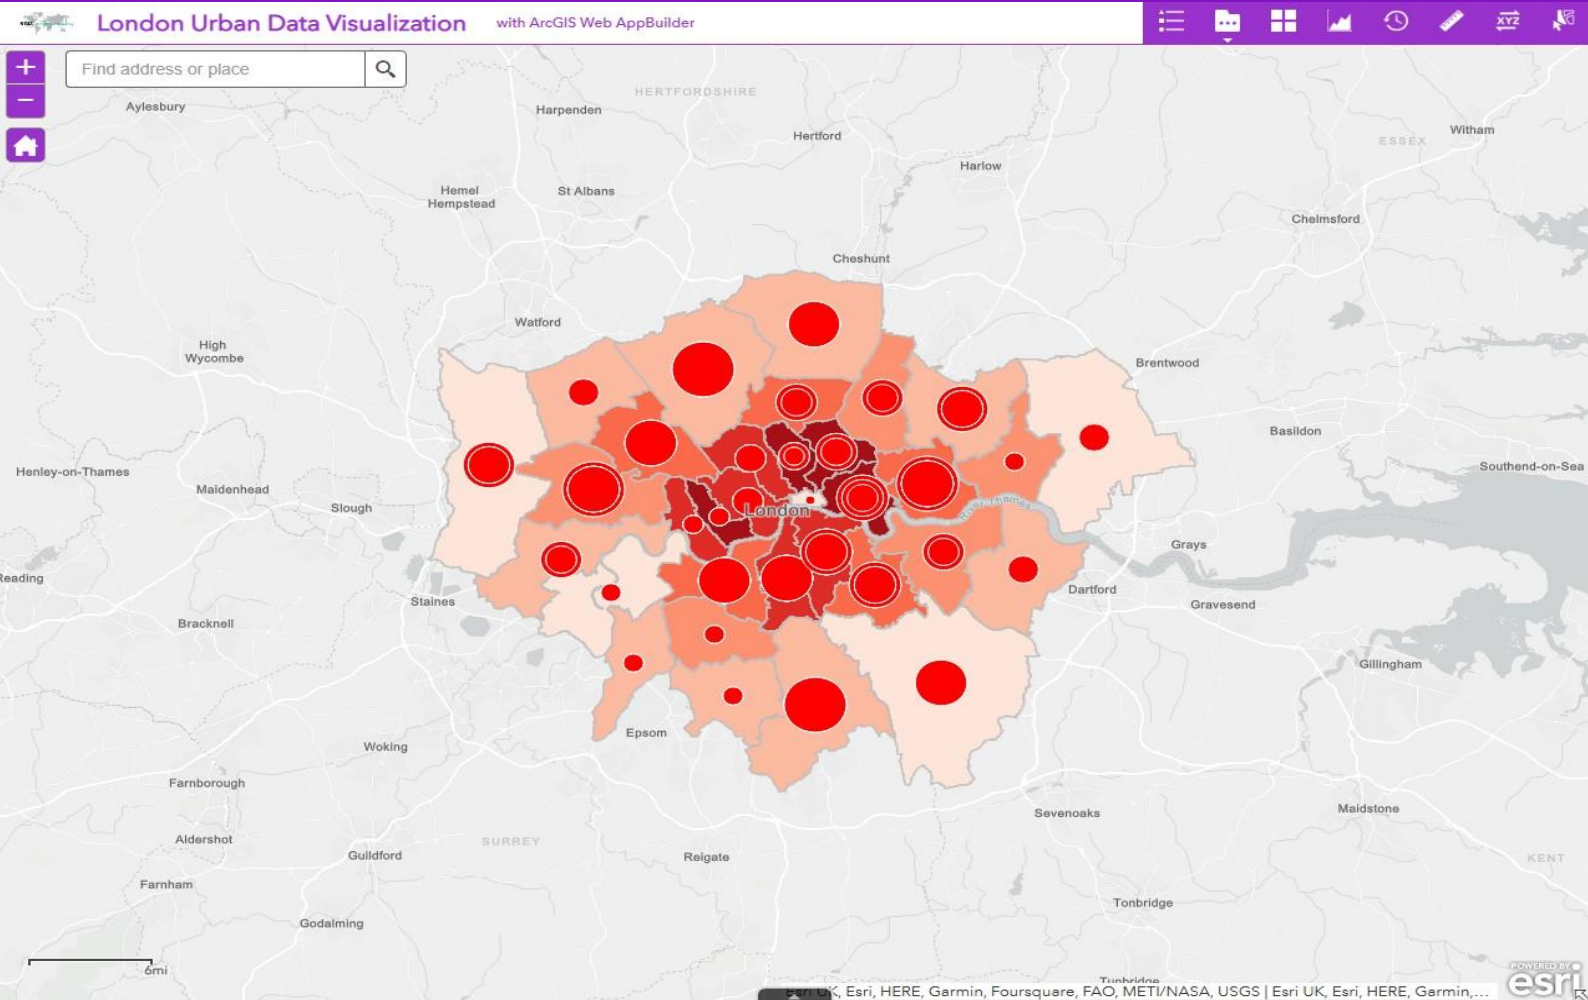 London Urban Data Visualization
with ArcGIS Web AppBuilder
XYZ
+
Find address or place
−
HERTFORDSHIRE
Aylesbury
Harpenden
Hertford
Witham
ESSEX
Harlow
Hemel
Hempstead
St Albans
Chelmsford
Cheshunt
Watford
High
Wycombe
Brentwood
Basildon
Henley-on-Thames
Southend-on-Sea
Maidenhead
Slough
London
River Thames
Grays
Reading
Dartford
Staines
Gravesend
Bracknell
Gillingham
Epsom
Woking
Farnborough
Maidstone
Sevenoaks
Aldershot
SURREY
Guildford
Reigate
KENT
Farnham
Tonbridge
Godalming
6mi
POWERED BY
esri
Tunbridge
Esri UK, Esri, HERE, Garmin, Foursquare, FAO, METI/NASA, USGS | Esri UK, Esri, HERE, Garmin,...